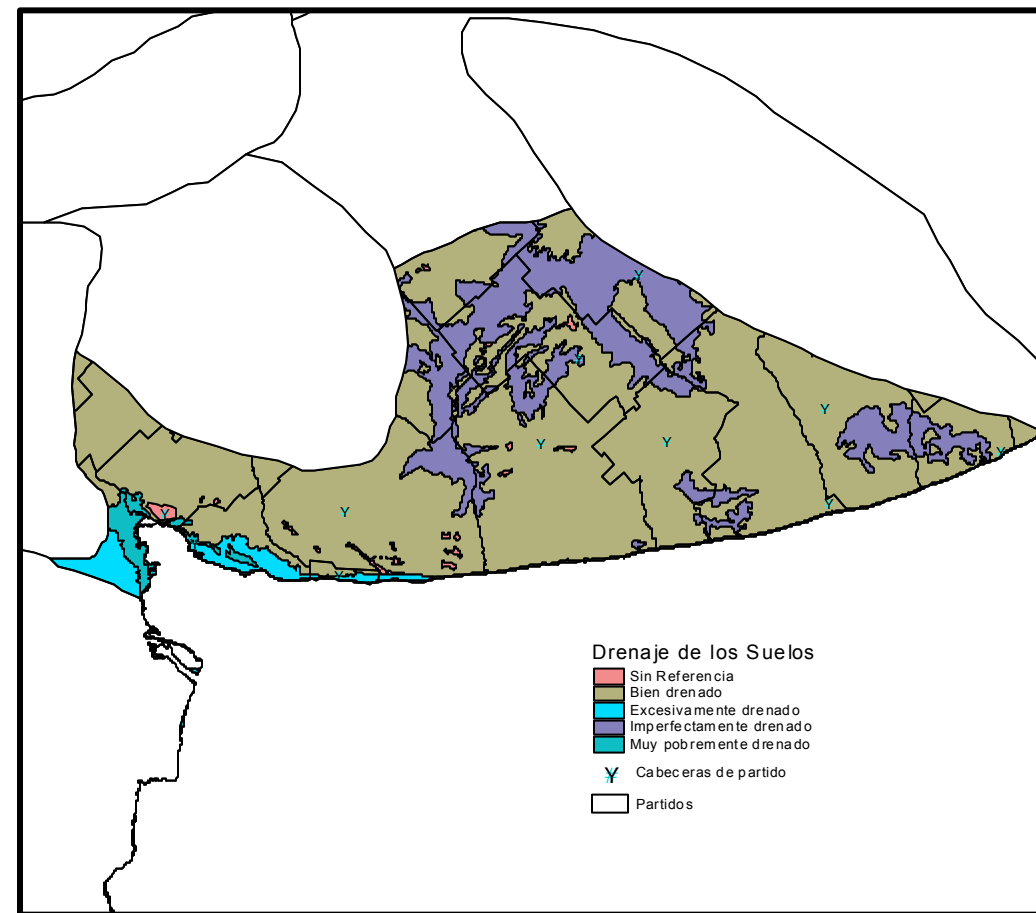 Drenaje de los Suelos
Sin Referencia
Bien drenado
Excesivamente drenado
Imperfectamente drenado
Muy pobremente drenado
Cabeceras de partido
Partidos